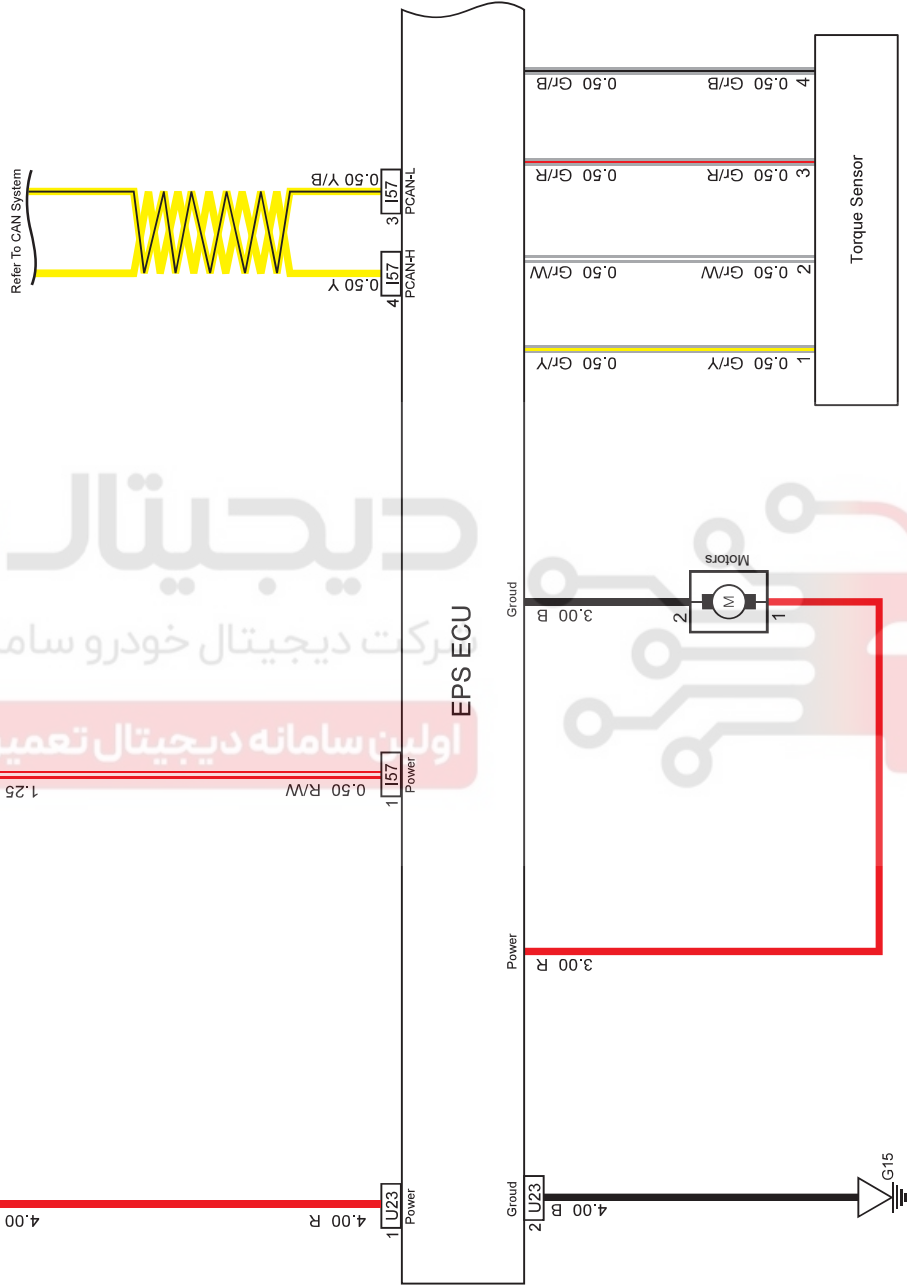 Refer To CAN System
0.50 Y/B
0.50 Y
3
I57
PCAN-L
4
I57
PCAN-H
0.50 Gr/B
0.50 Gr/B
4
0.50 Gr/R
0.50 Gr/R
3
0.50 Gr/W
0.50 Gr/W
2
0.50 Gr/Y
0.50 Gr/Y
1
Torque Sensor
دیجیتال
شرکت دیجیتال خودرو
اولین سامانه دیجیتال
EPS ECU
Groud
3.00 B
2
Motors
M
1
1.25
0.50 R/W
1
I57
Power
Power
3.00 R
4.00
4.00 R
1
U23
Power
Groud
2
U23
4.00 B
G15